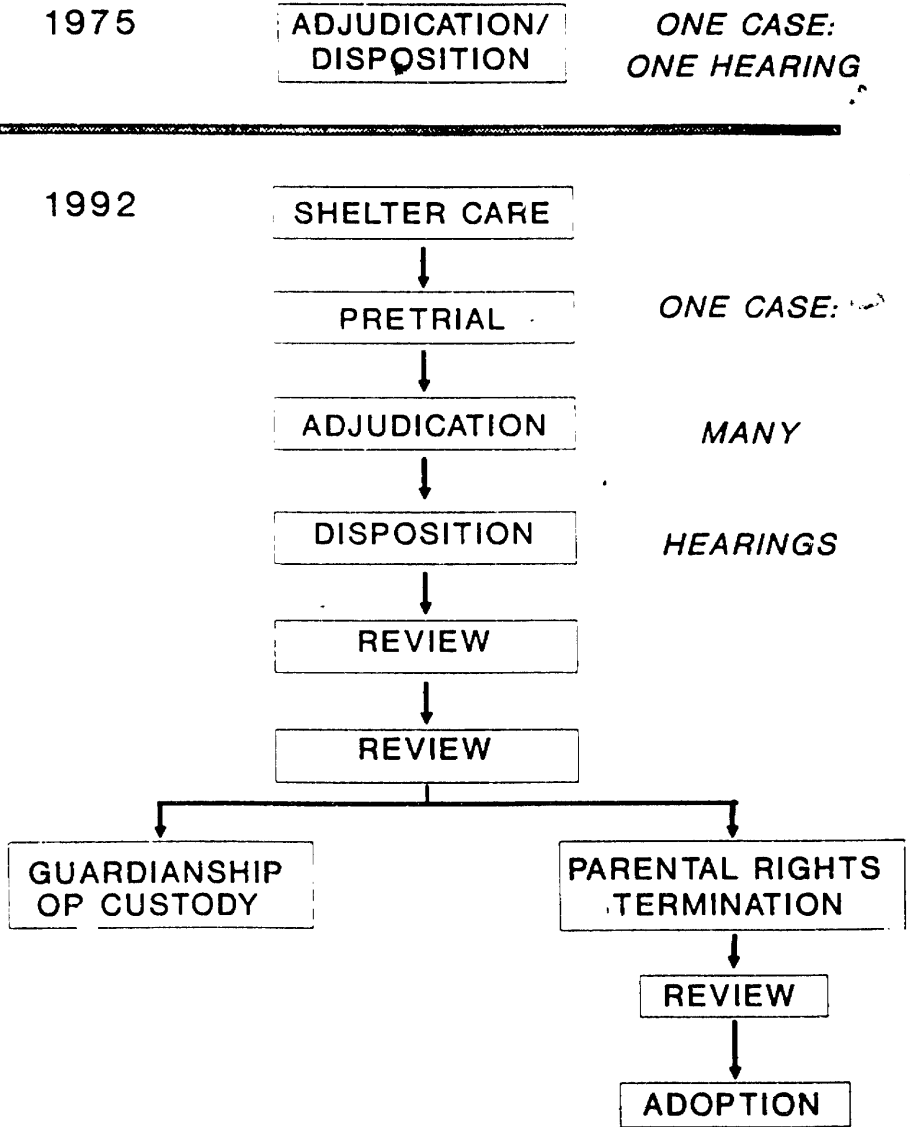 1975
ADJUDICATION/
DISPOSITION
ONE CASE:
ONE HEARING
1992
SHELTER CARE
PRETRIAL
ONE CASE:
ADJUDICATION
MANY
DISPOSITION
HEARINGS
REVIEW
REVIEW
GUARDIANSHIP
OP CUSTODY
PARENTAL RIGHTS
TERMINATION
REVIEW
ADOPTION